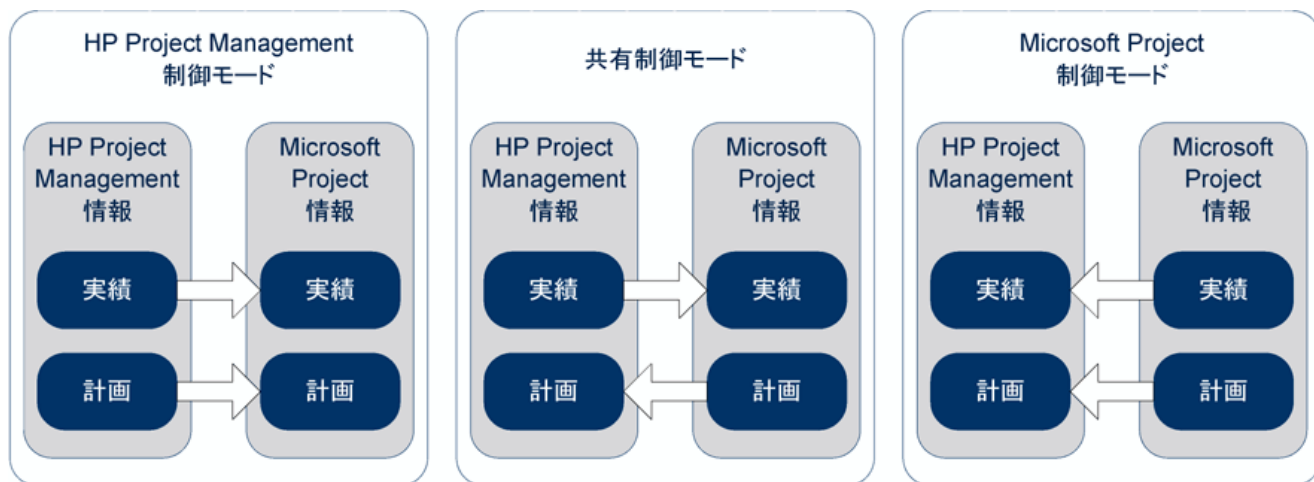 HP Project Management
制御モード
HP Project
Management
情報
Microsoft
Project
情報
実績
実績
計画
計画
共有制御モード
HP Project
Management
情報
Microsoft
Project
情報
実績
実績
計画
計画
Microsoft Project
制御モード
HP Project
Management
情報
Microsoft
Project
情報
実績
実績
計画
計画